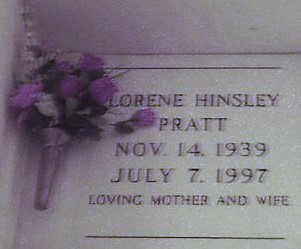 LORENE HINSLEY
PRATT
NOV. 14. 1939
JULY 7. 1997
LOVING MOTHER AND WIFE